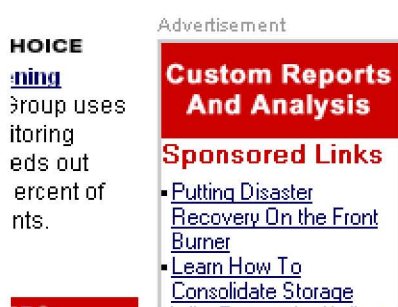 HOICE
ning
Group uses
itoring
eds out
ercent of
nts.
Advertisement
Custom Reports
And Analysis
Sponsored Links
Putting Disaster
Recovery On the Front
Burner
Learn How To
Consolidate Storage